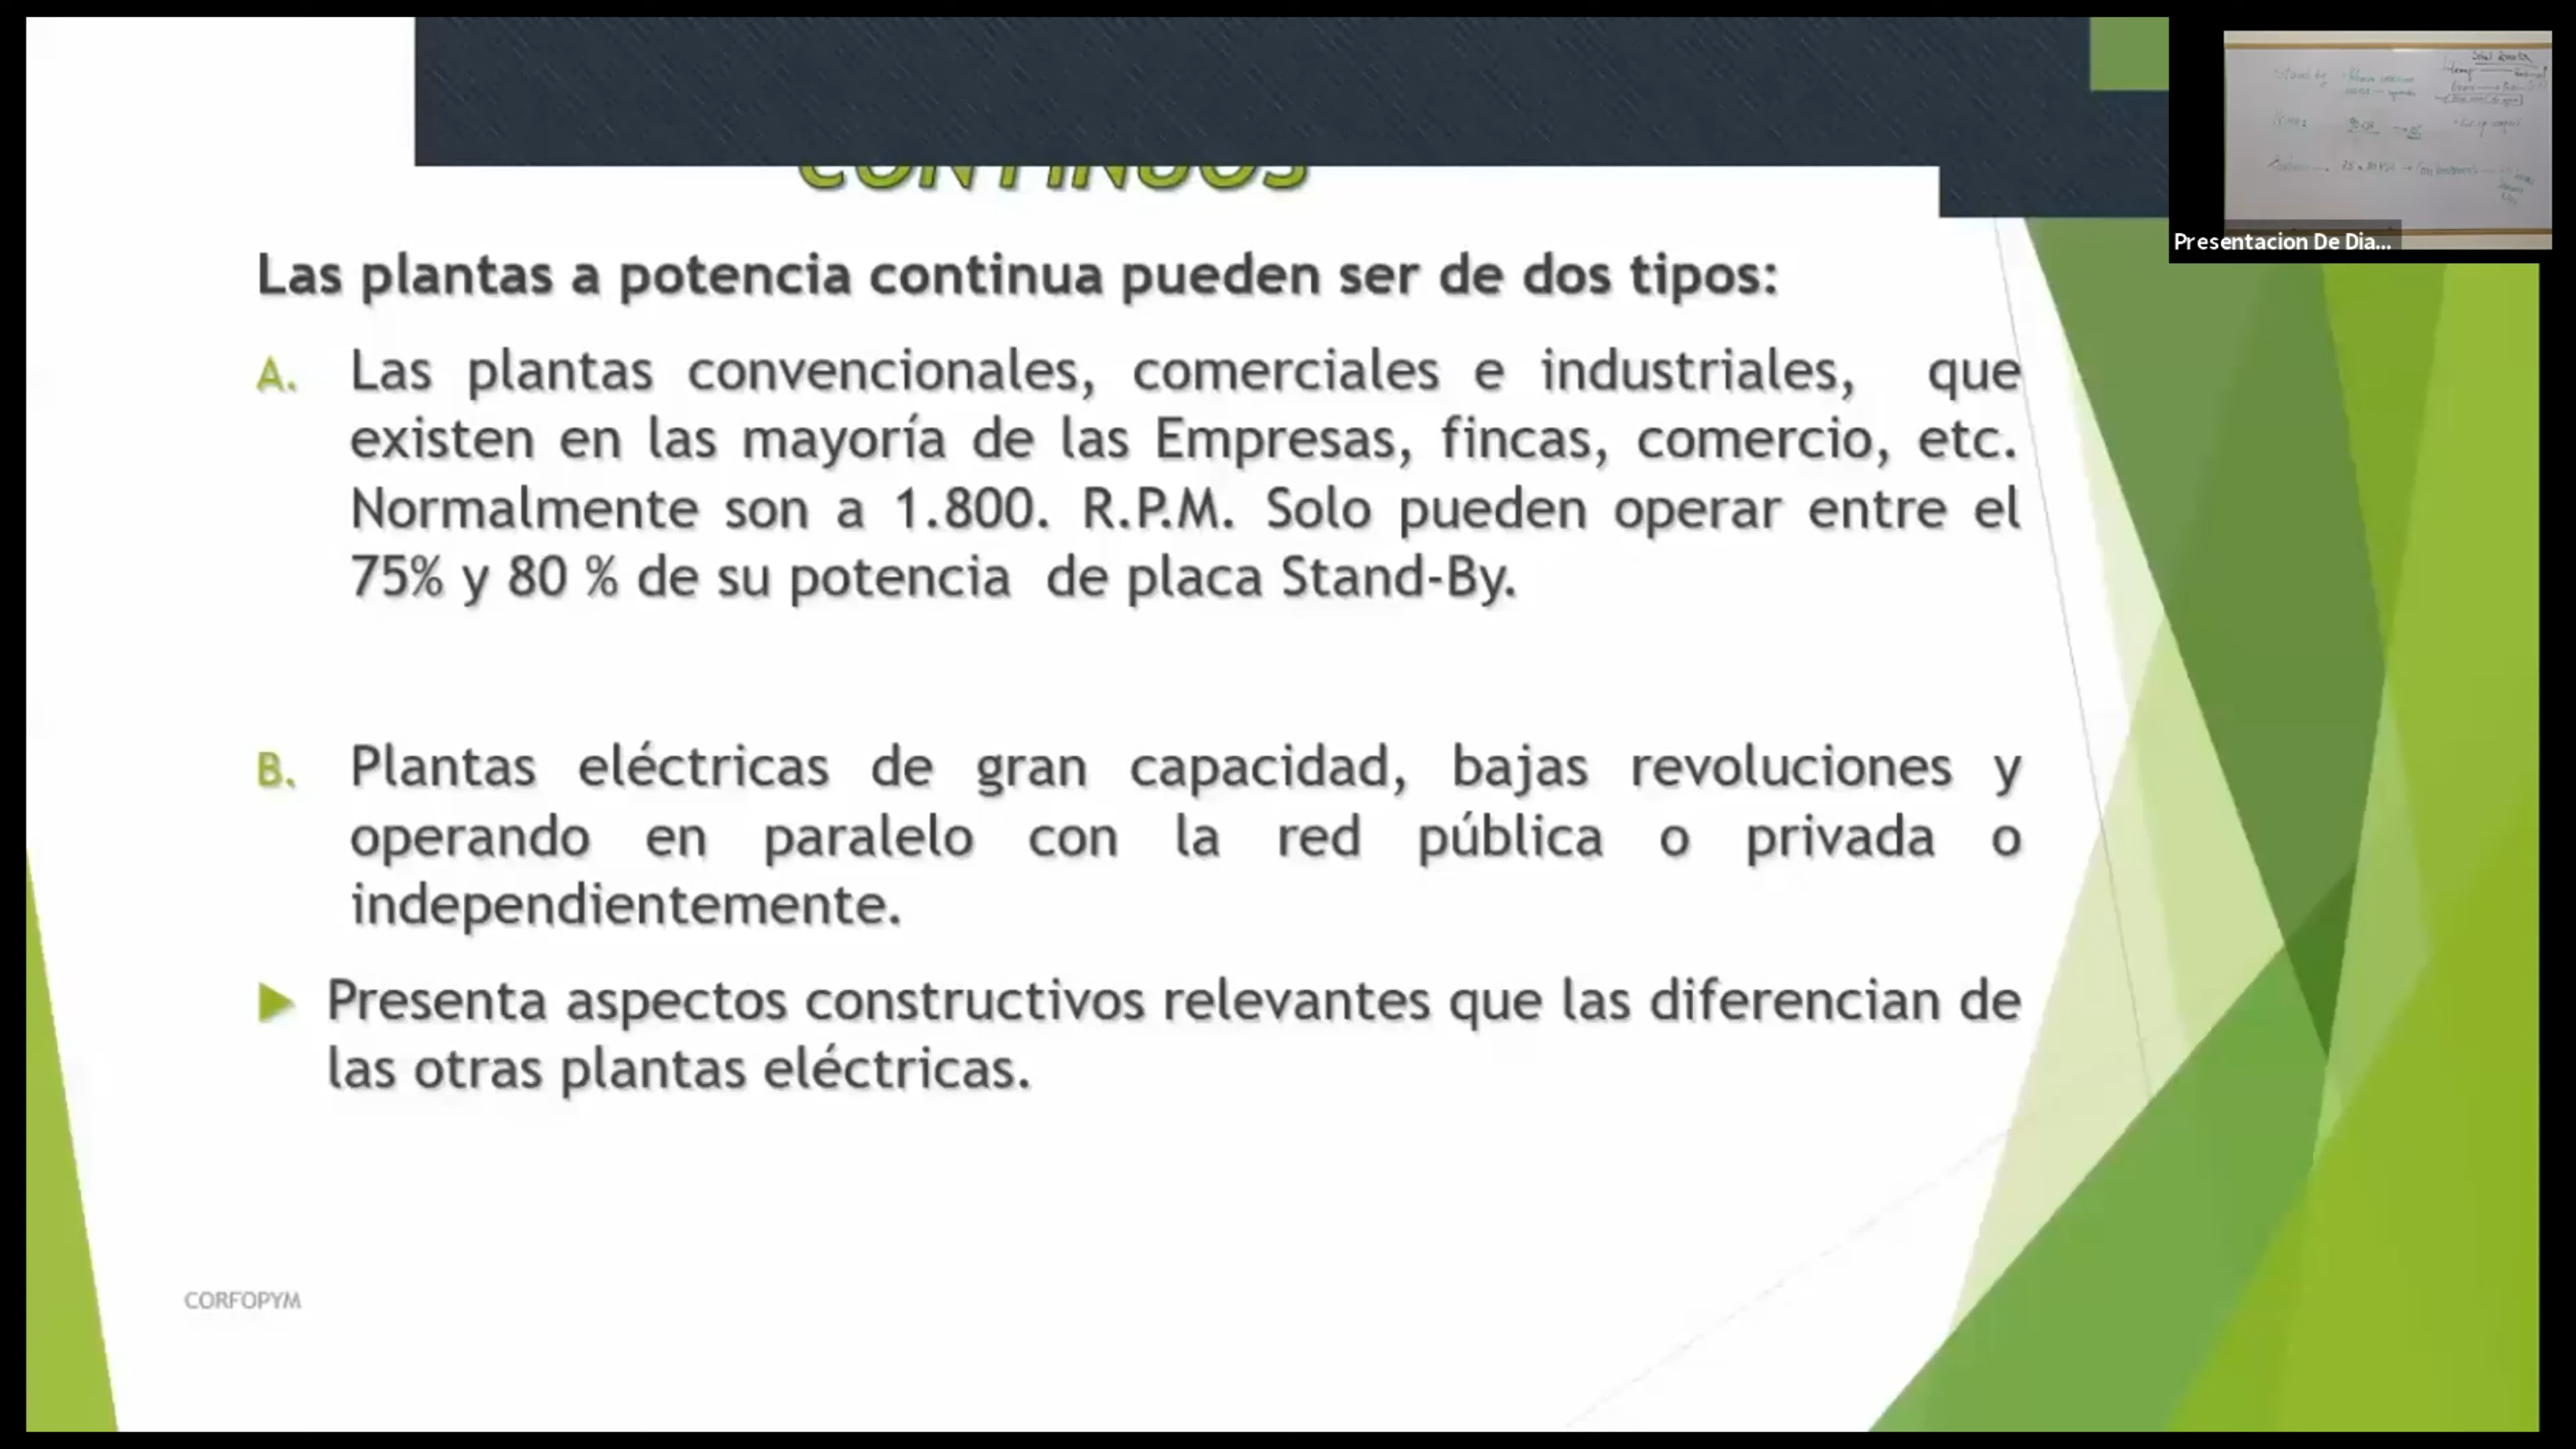 CONTINUOS
Las plantas a potencia continua pueden ser de dos tipos:
A. Las plantas convencionales, comerciales e industriales, que
existen en las mayoría de las Empresas, fincas, comercio, etc.
Normalmente son a 1.800. R.P.M. Solo pueden operar entre el
75% y 80 % de su potencia de placa Stand-By.
B. Plantas eléctricas de gran capacidad, bajas revoluciones y
operando en paralelo con la red pública o privada o
independientemente.
Presenta aspectos constructivos relevantes que las diferencian de
las otras plantas eléctricas.
CORFOPYM
Stand by
Presentacion De Dia...